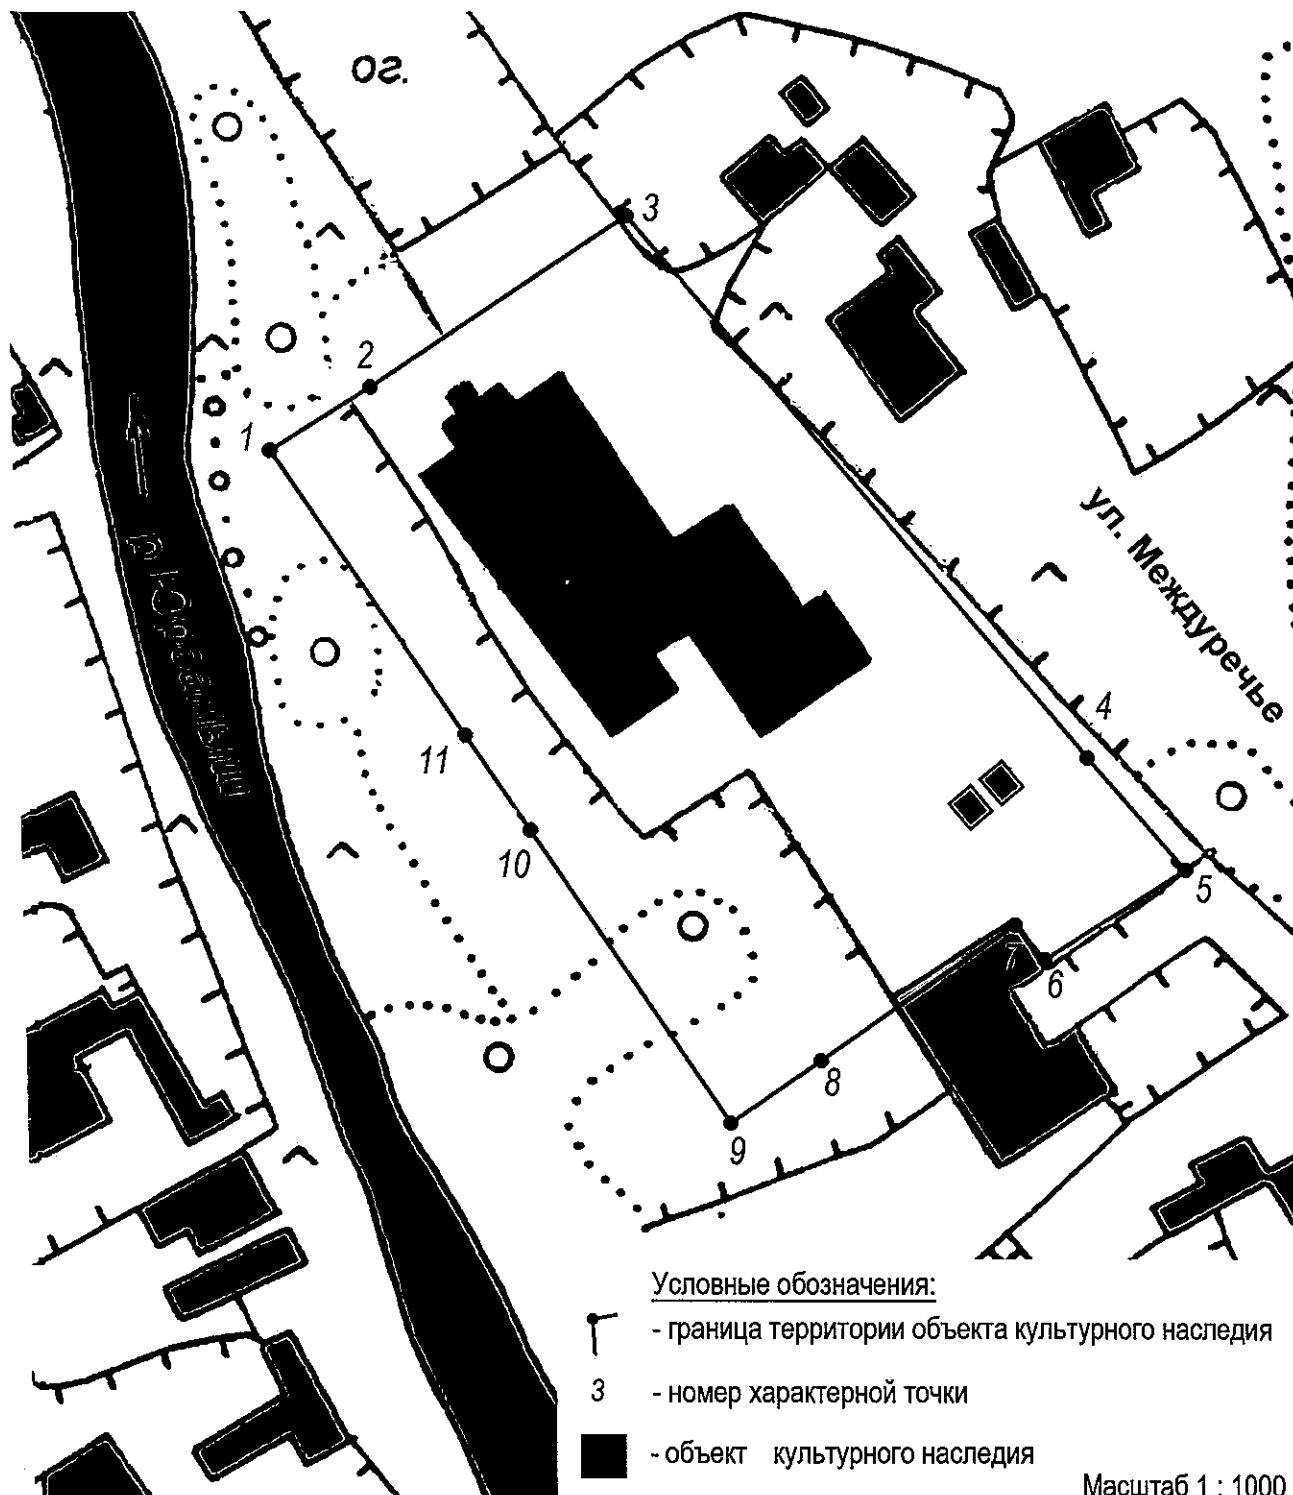 ог.
3
2
1
ул. Междуречье
4
11
10
5
7
6
8
9
Условные обозначения:
- граница территории объекта культурного наследия
3 - номер характерной точки
- объект культурного наследия
Масштаб 1 : 1000